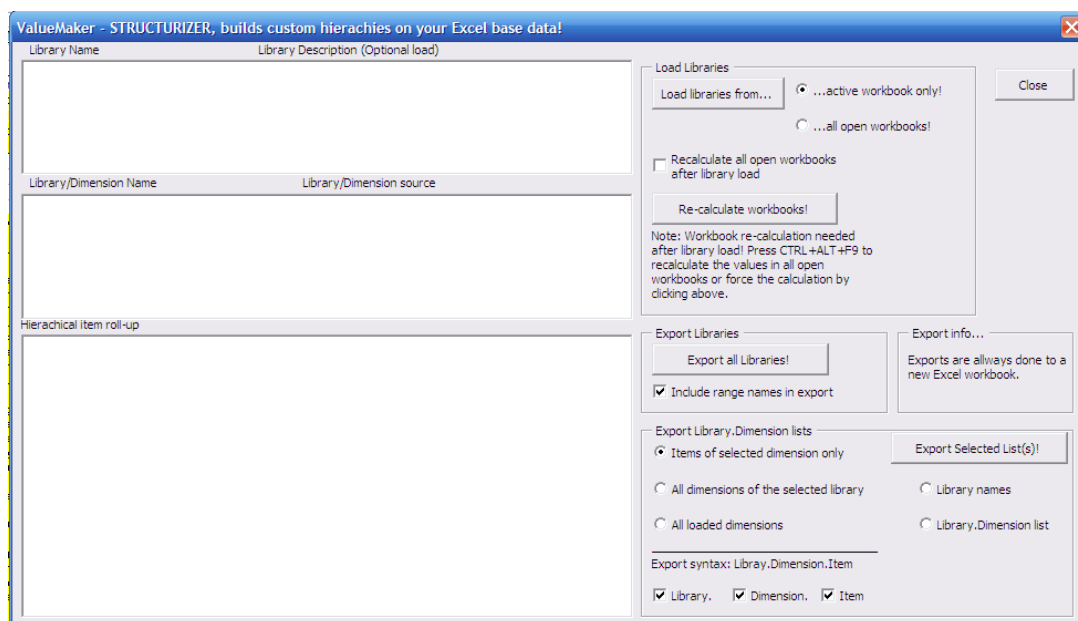 ValueMaker - STRUCTURIZER, builds custom hierachies on your Excel base data!
Library Name Library Description (Optional load)
Library/Dimension Name Library/Dimension source
Hierachical item roll-up
Load Libraries
Load libraries from...
...active workbook only!
...all open workbooks!
Close
Recalculate all open workbooks
after library load
Re-calculate workbooks!
Note: Workbook re-calculation needed
after library load! Press CTRL+ALT+F9 to
recalculate the values in all open
workbooks or force the calculation by
clicking above.
Export Libraries
Export all Libraries!
Include range names in export
Export info...
Exports are allways done to a
new Excel workbook.
Export Library.Dimension lists
Items of selected dimension only
Export Selected List(s)!
All dimensions of the selected library
Library names
All loaded dimensions
Library.Dimension list
Export syntax: Libray.Dimension.Item
Library. Dimension. Item